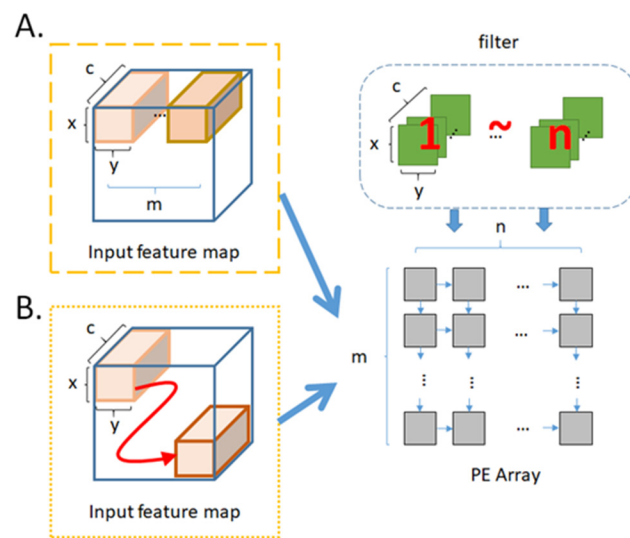 A.
c
x
...
y
m
Input feature map
B.
c
x
y
Input feature map
filter
c
x
1 ~ n
...
y
n
m
...
...
...
PE Array